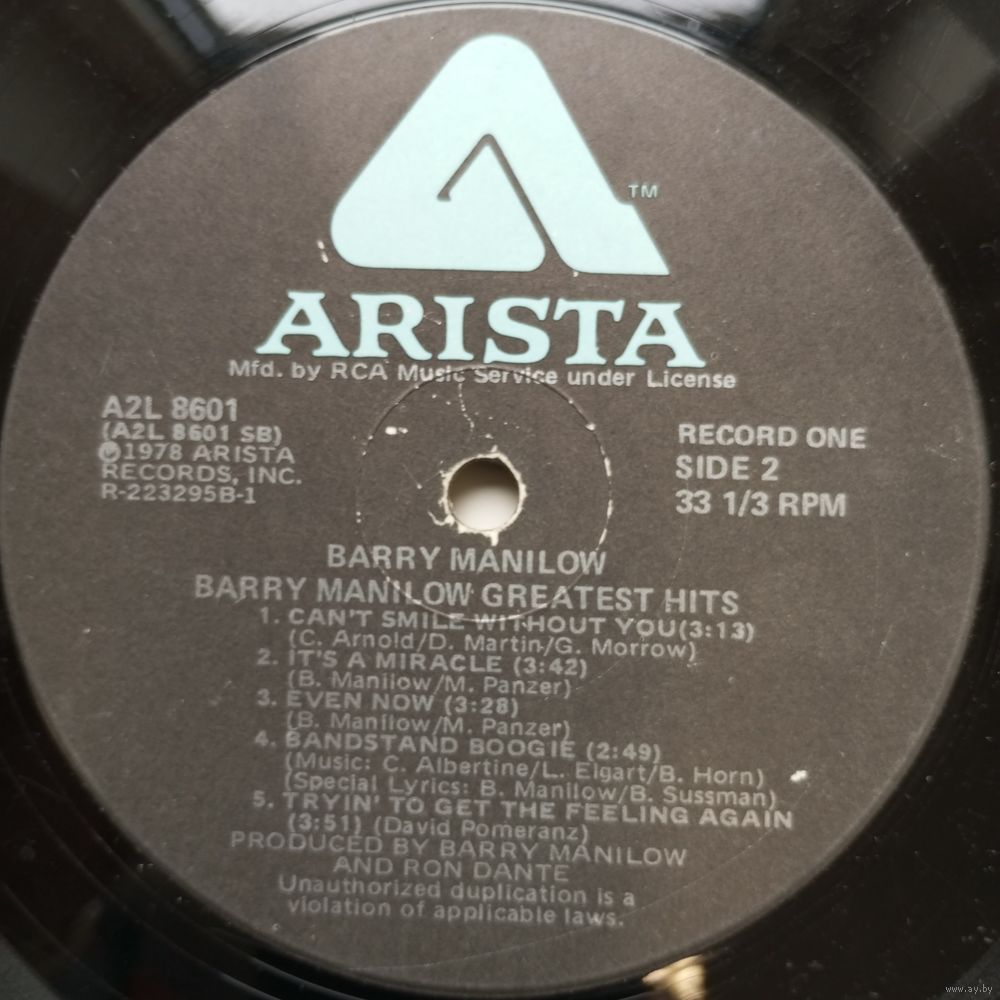 TM
ARISTA
Mfd. by RCA Music Service under License
A2L 8601
(A2L 8601 SB)
℗1978 ARISTA
RECORDS, INC.
R-223295B-1
RECORD ONE
SIDE 2
33 1/3 RPM
BARRY MANILOW
BARRY MANILOW GREATEST HITS
1. CAN'T SMILE WITHOUT YOU(3:13)
(C. Arnold/D. Martin/G. Morrow)
2. IT'S A MIRACLE (3:42)
(B. Manilow/M. Panzer)
3. EVEN NOW (3:28)
(B. Manilow/M. Panzer)
4. BANDSTAND BOOGIE (2:49)
(Music: C. Albertine/L. Elgart/B. Horn)
(Special Lyrics: B. Manilow/B. Sussman)
5. TRYIN' TO GET THE FEELING AGAIN
(3:51) (David Pomeranz)
PRODUCED BY BARRY MANILOW
AND RON DANTE
Unauthorized duplication is a
violation of applicable laws.
www.ay.by